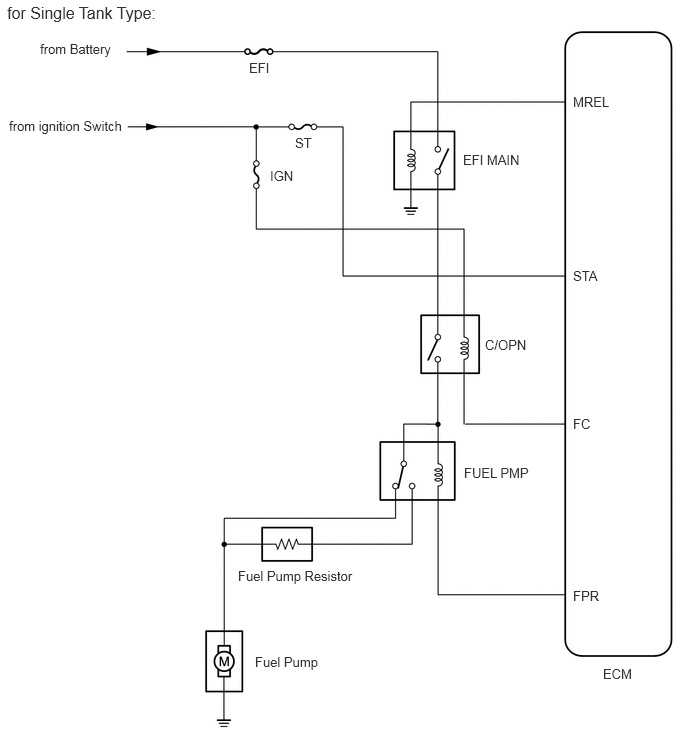 for Single Tank Type:
from Battery
EFI
MREL
from ignition Switch
ST
EFI MAIN
IGN
STA
C/OPN
FC
FUEL PMP
Fuel Pump Resistor
FPR
M
Fuel Pump
ECM